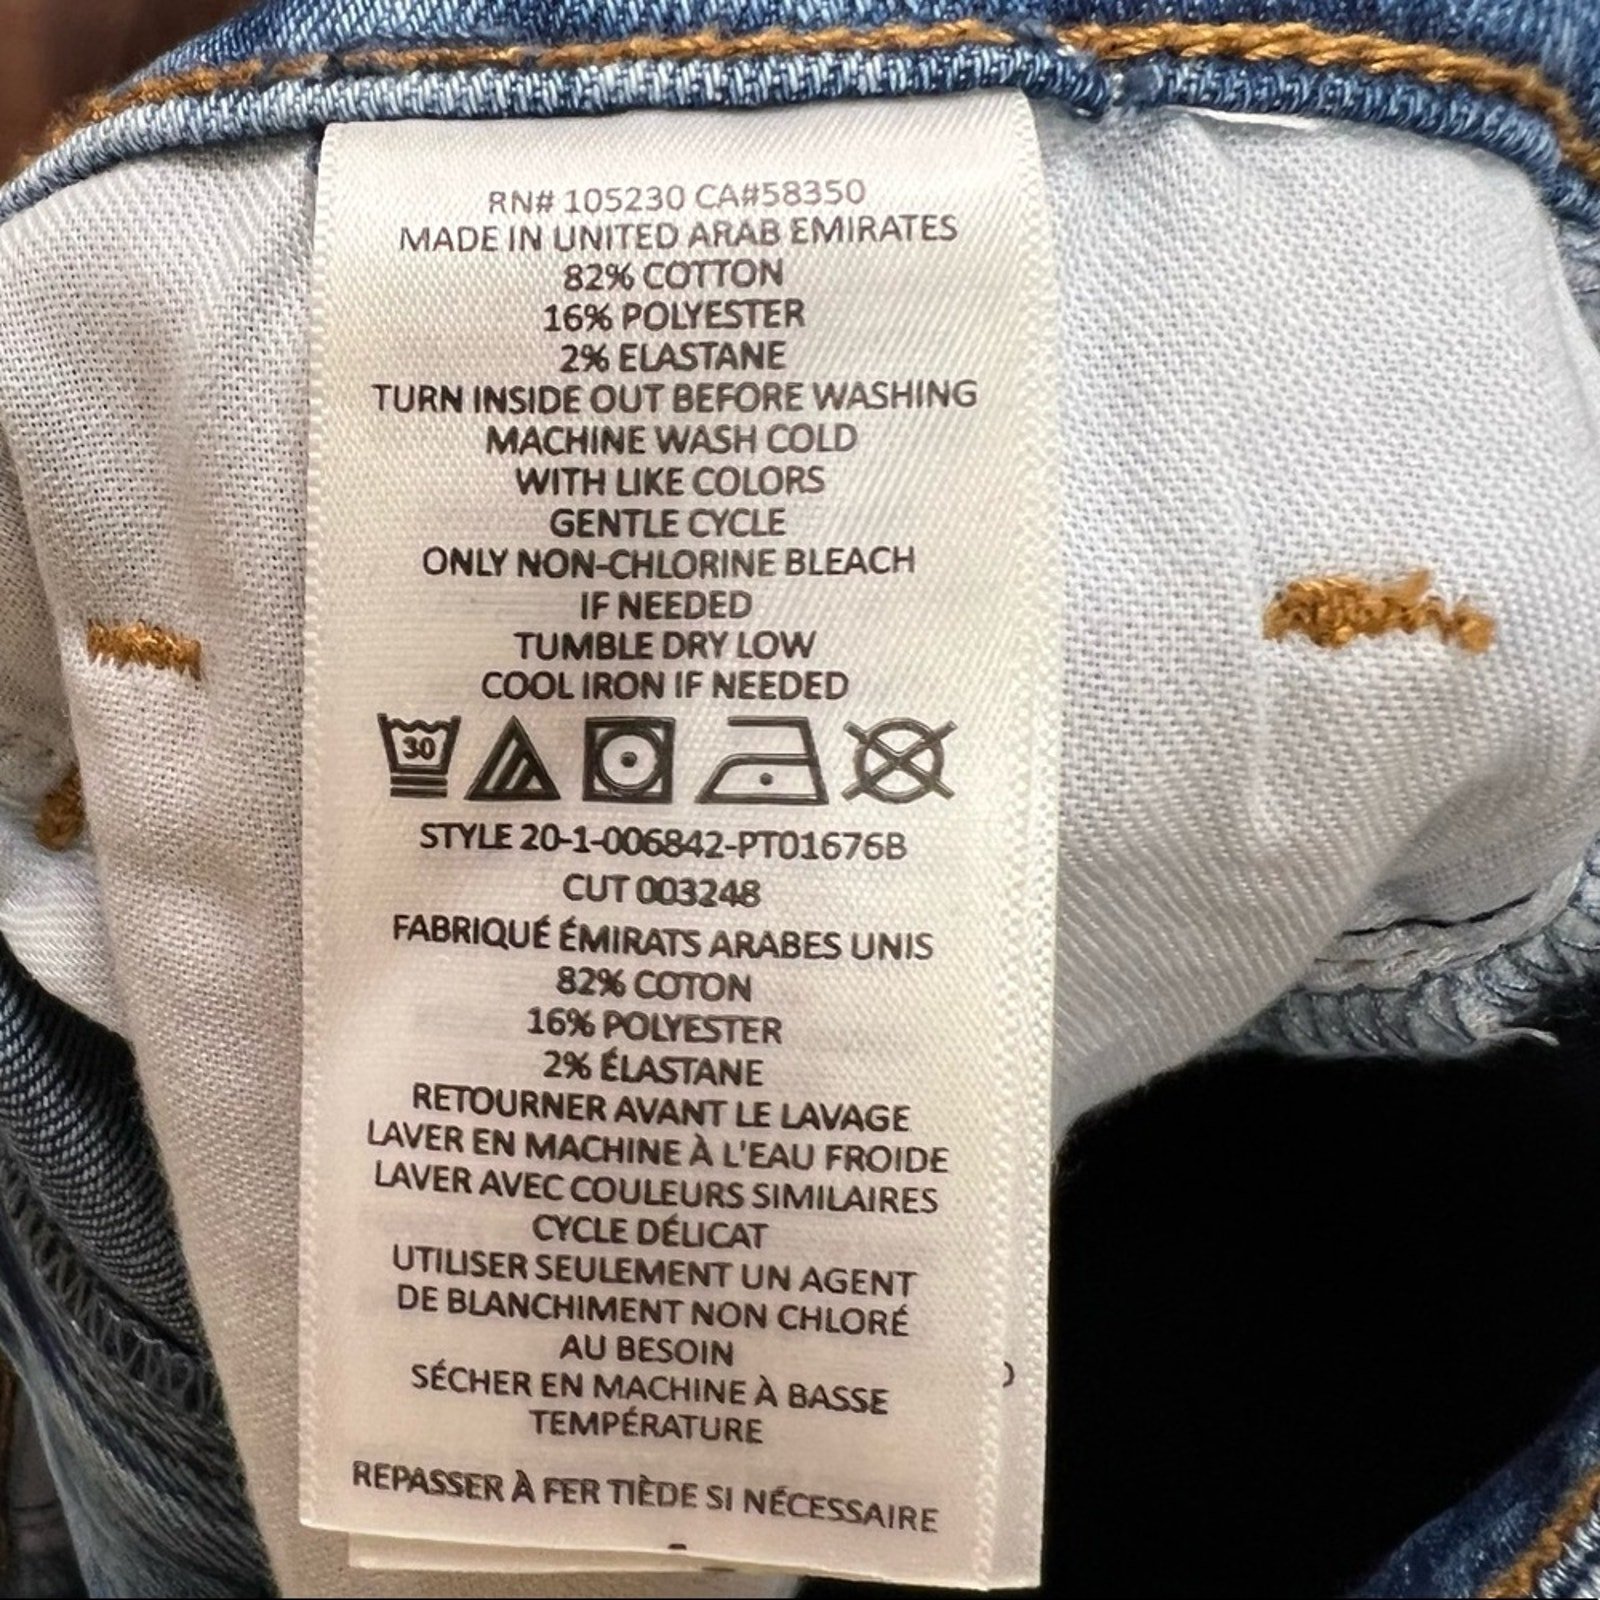 RN# 105230 CA#58350
MADE IN UNITED ARAB EMIRATES
82% COTTON
16% POLYESTER
2% ELASTANE
TURN INSIDE OUT BEFORE WASHING
MACHINE WASH COLD
WITH LIKE COLORS
GENTLE CYCLE
ONLY NON-CHLORINE BLEACH
IF NEEDED
TUMBLE DRY LOW
COOL IRON IF NEEDED
30
STYLE 20-1-006842-PT01676B
CUT 003248
FABRIQUÉ ÉMIRATS ARABES UNIS
82% COTON
16% POLYESTER
2% ÉLASTANE
RETOURNER AVANT LE LAVAGE
LAVER EN MACHINE À L'EAU FROIDE
LAVER AVEC COULEURS SIMILAIRES
CYCLE DÉLICAT
UTILISER SEULEMENT UN AGENT
DE BLANCHIMENT NON CHLORÉ
AU BESOIN
SÉCHER EN MACHINE À BASSE
TEMPÉRATURE
REPASSER À FER TIÈDE SI NÉCESSAIRE